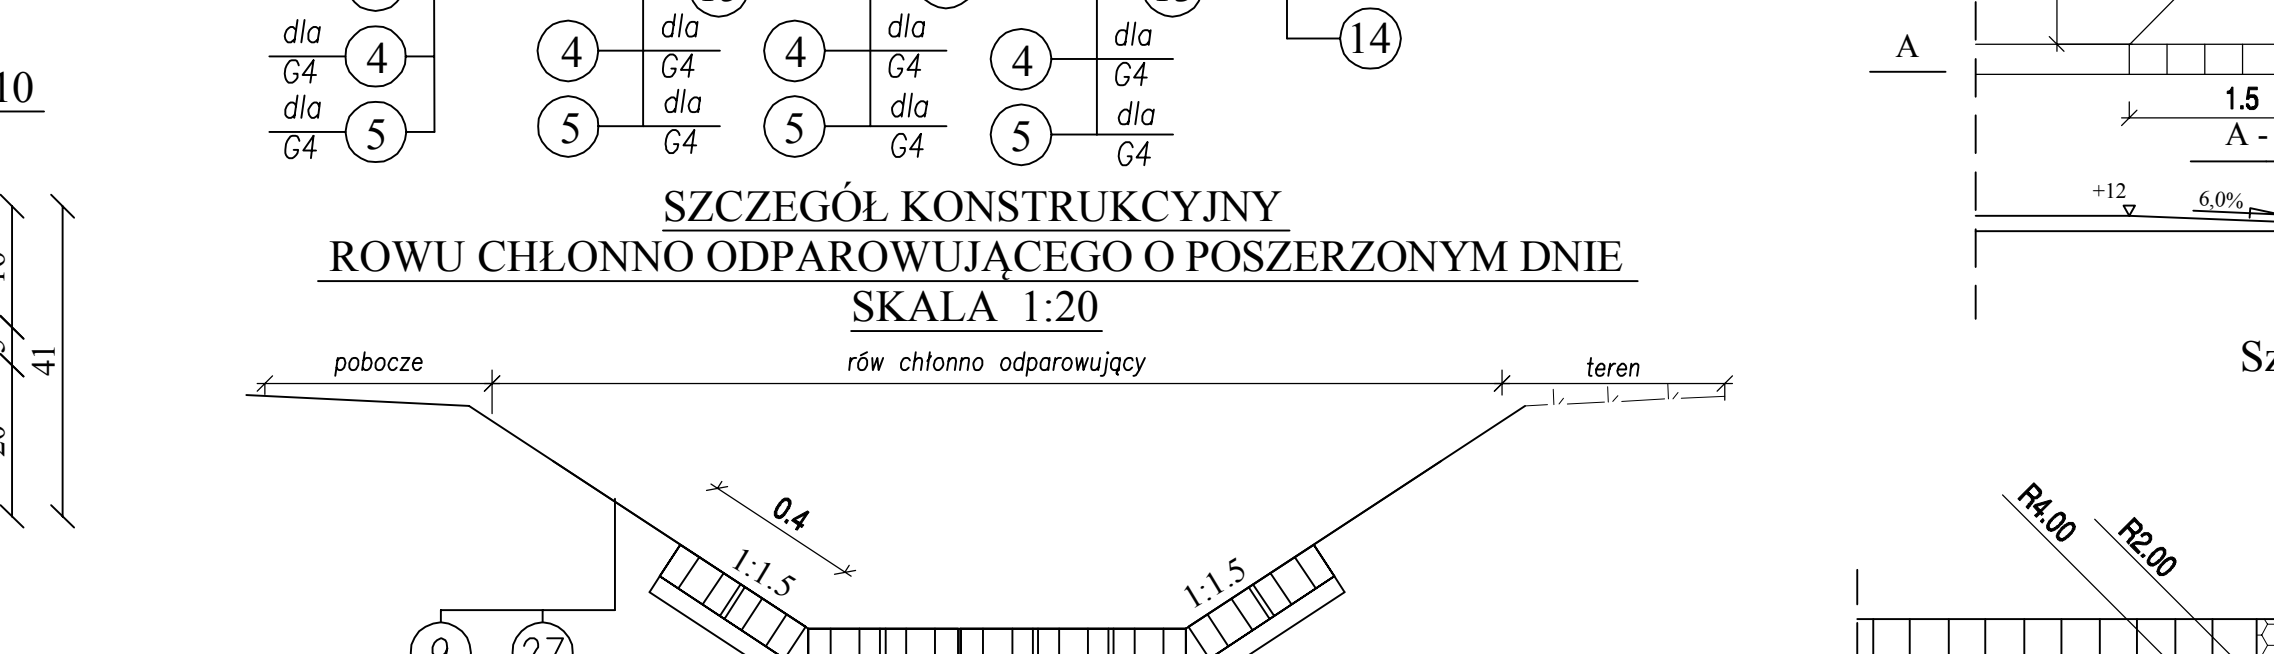 dla
G4
4
dla
G4
5
4
dla
G4
5
dla
G4
4
dla
G4
5
dla
G4
4
dla
G4
5
dla
G4
14
10
41
SZCZEGÓŁ KONSTRUKCYJNY
ROWU CHŁONNO ODPAROWUJĄCEGO O POSZERZONYM DNIE
SKALA 1:20
pobocze
rów chłonno odparowujący
teren
0.4
1:1.5
1:1.5
9
27
A
1.5
A -
+12
6,0%
Sz
R4.00
R2.00